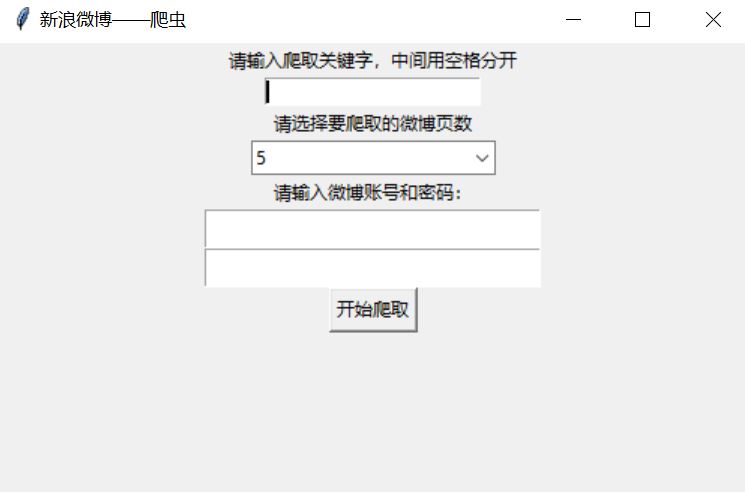 新浪微博——爬虫
请输入爬取关键字，中间用空格分开
请选择要爬取的微博页数
5
请输入微博账号和密码：
开始爬取